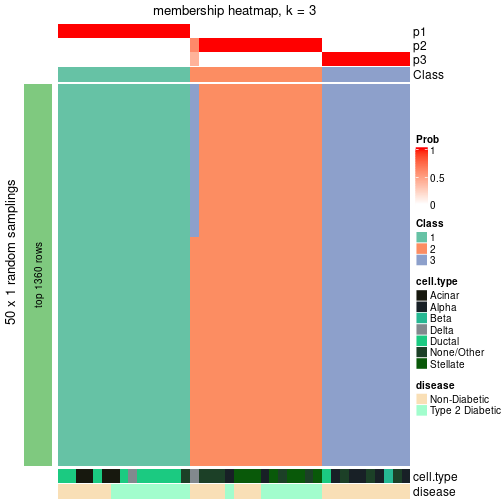 membership heatmap, k = 3
p1
p2
p3
Class
50 x 1 random samplings
top 1360 rows
Prob
1
0.5
0
Class
1
2
3
cell.type
Acinar
Alpha
Beta
Delta
Ductal
None/Other
Stellate
disease
Non-Diabetic
Type 2 Diabetic
cell.type
disease